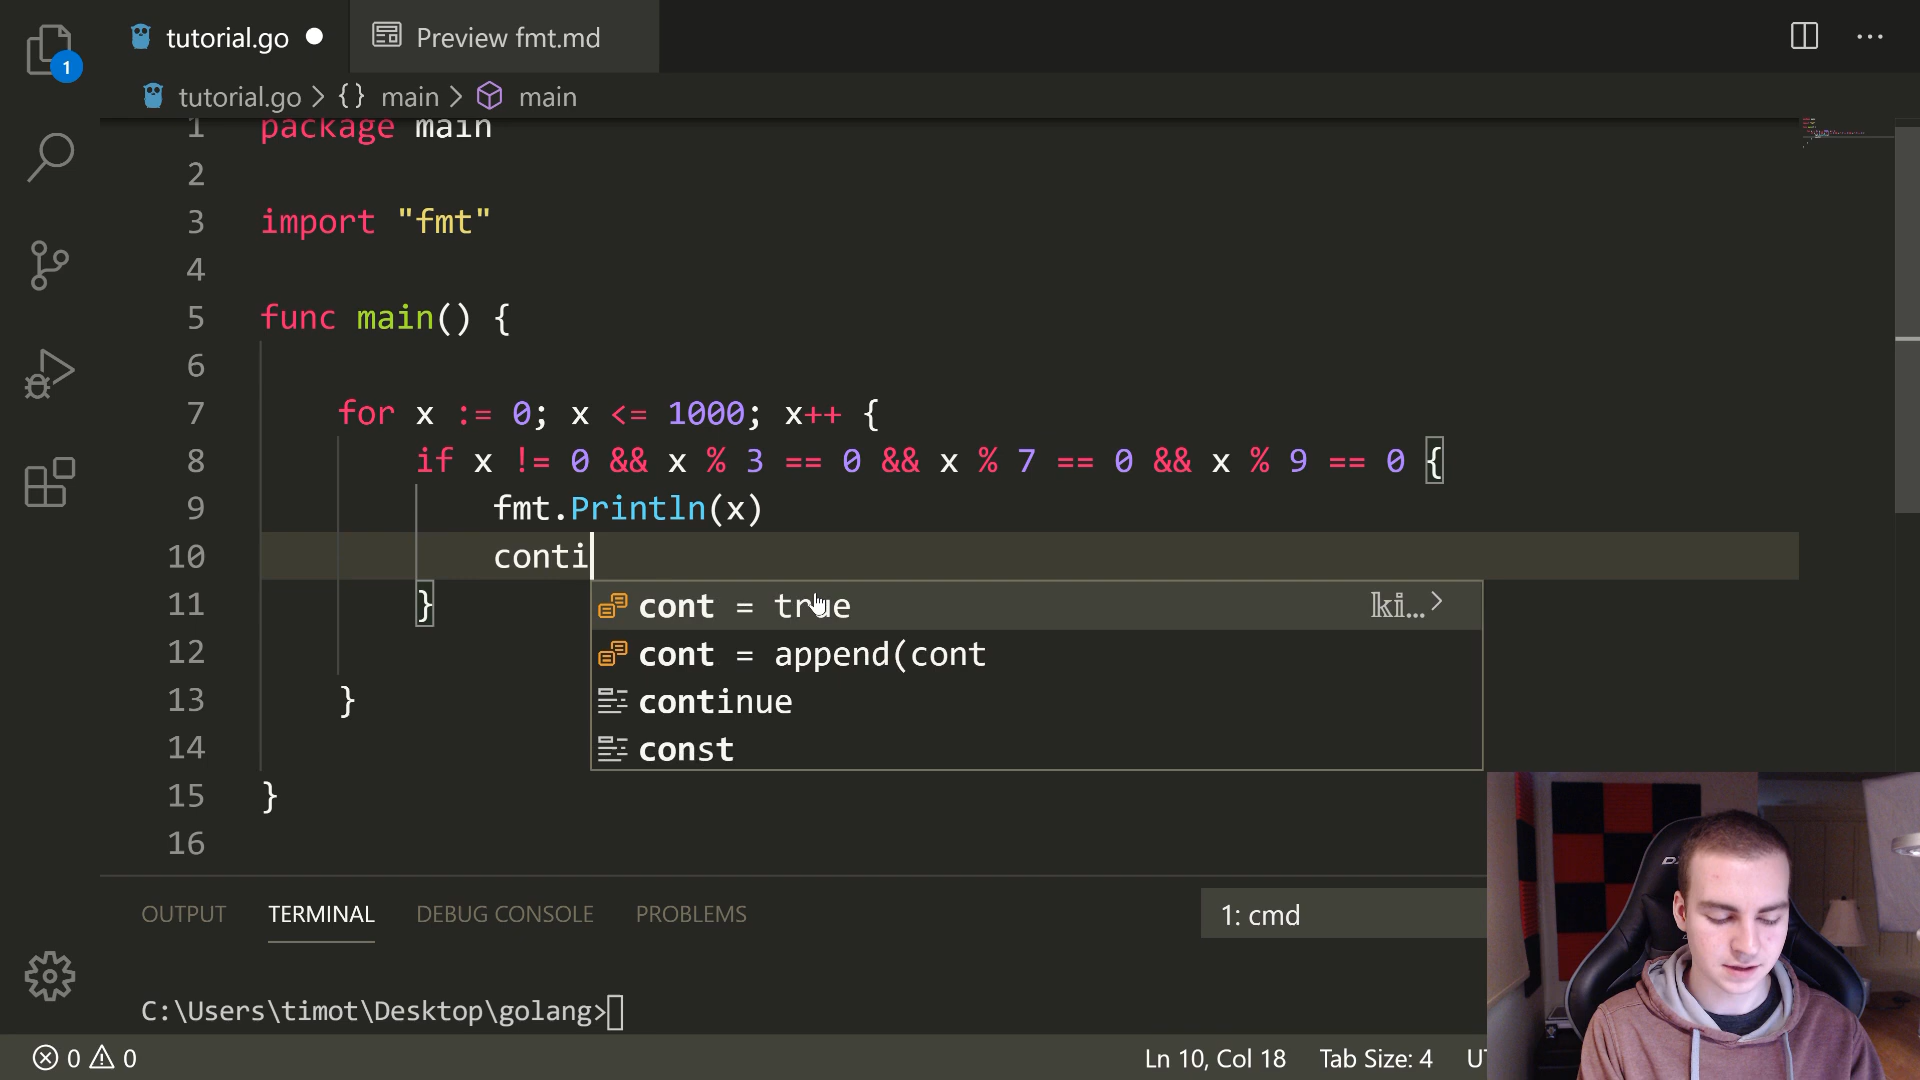 tutorial.go
Preview fmt.md
1
tutorial.go > {} main > main
1 package main
2
3 import "fmt"
4
5 func main() {
6
7 for x := 0; x <= 1000; x++ {
8 if x != 0 && x % 3 == 0 && x % 7 == 0 && x % 9 == 0 {
9 fmt.Println(x)
10 conti
11 }
cont = true ki...>
12
cont = append(cont
13 }
continue
14
const
15 }
16
OUTPUT TERMINAL DEBUG CONSOLE PROBLEMS 1: cmd
C:\Users\timot\Desktop\golang>
0 0 Ln 10, Col 18 Tab Size: 4